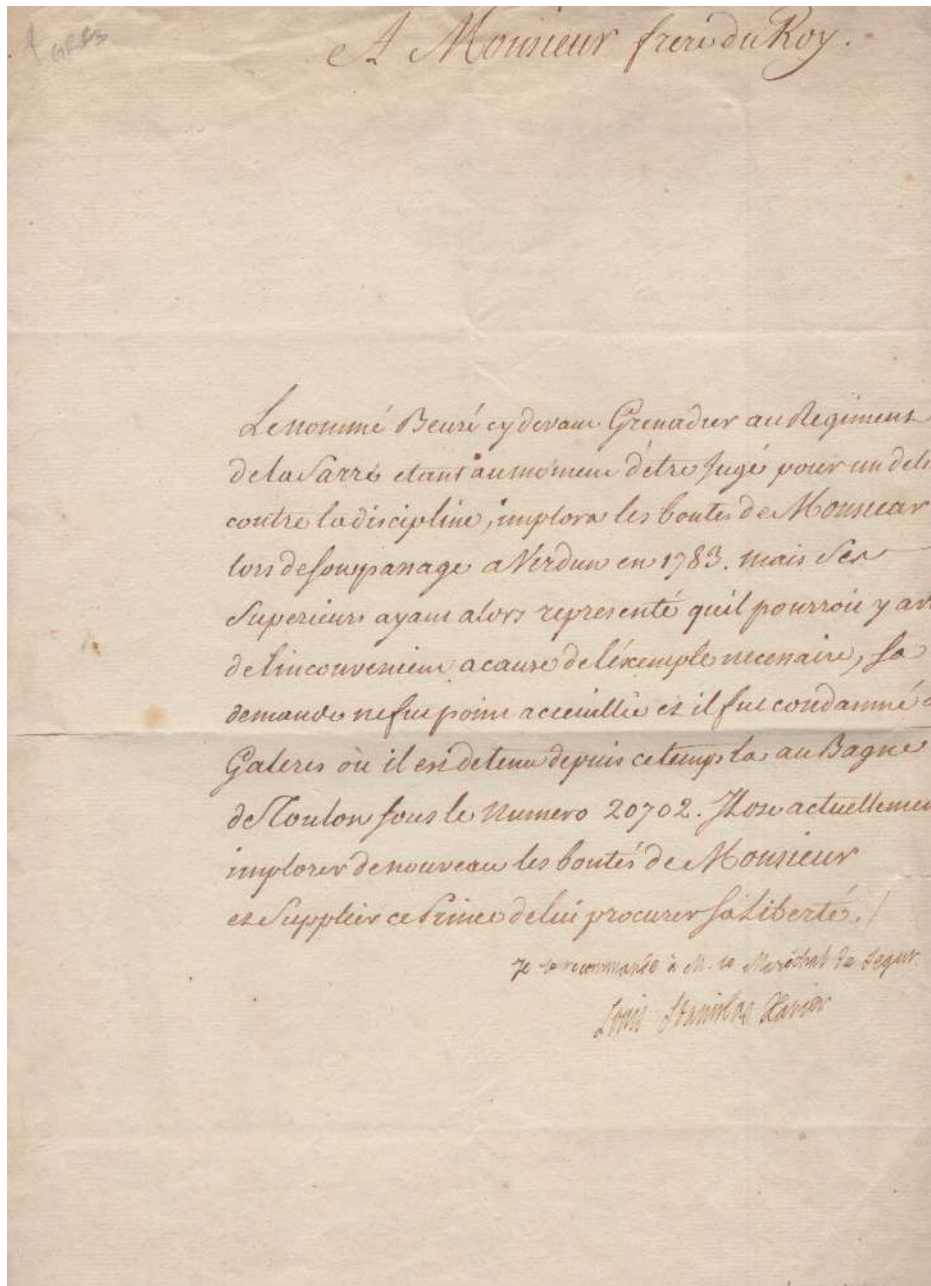 A Monsieur frere du Roy.
Le nommé Beuré cy devant Grenadier au Regiment
de la Sarre etant au moment d'etre jugé pour un deli
contre la discipline, implora les bontés de Monsieur
lors de son passage a Verdun en 1783. mais Ses
Superieurs ayant alors representé qu'il pourroit y av
de l'inconvenient a cause de l'éxemple necessaire, sa
demande ne fut point accueillie et il fut condamné a
Galeres où il est detenu depuis ce temps la au Bagne
de Toulon sous le Numero 20702. Il ose actuellemen
implorer de nouveau les bontés de Monsieur
et Supplier ce Prince de lui procurer sa Liberté. /
Je le recommande à M. le Maréchal de Segur.
Louis Stanislas Xavier